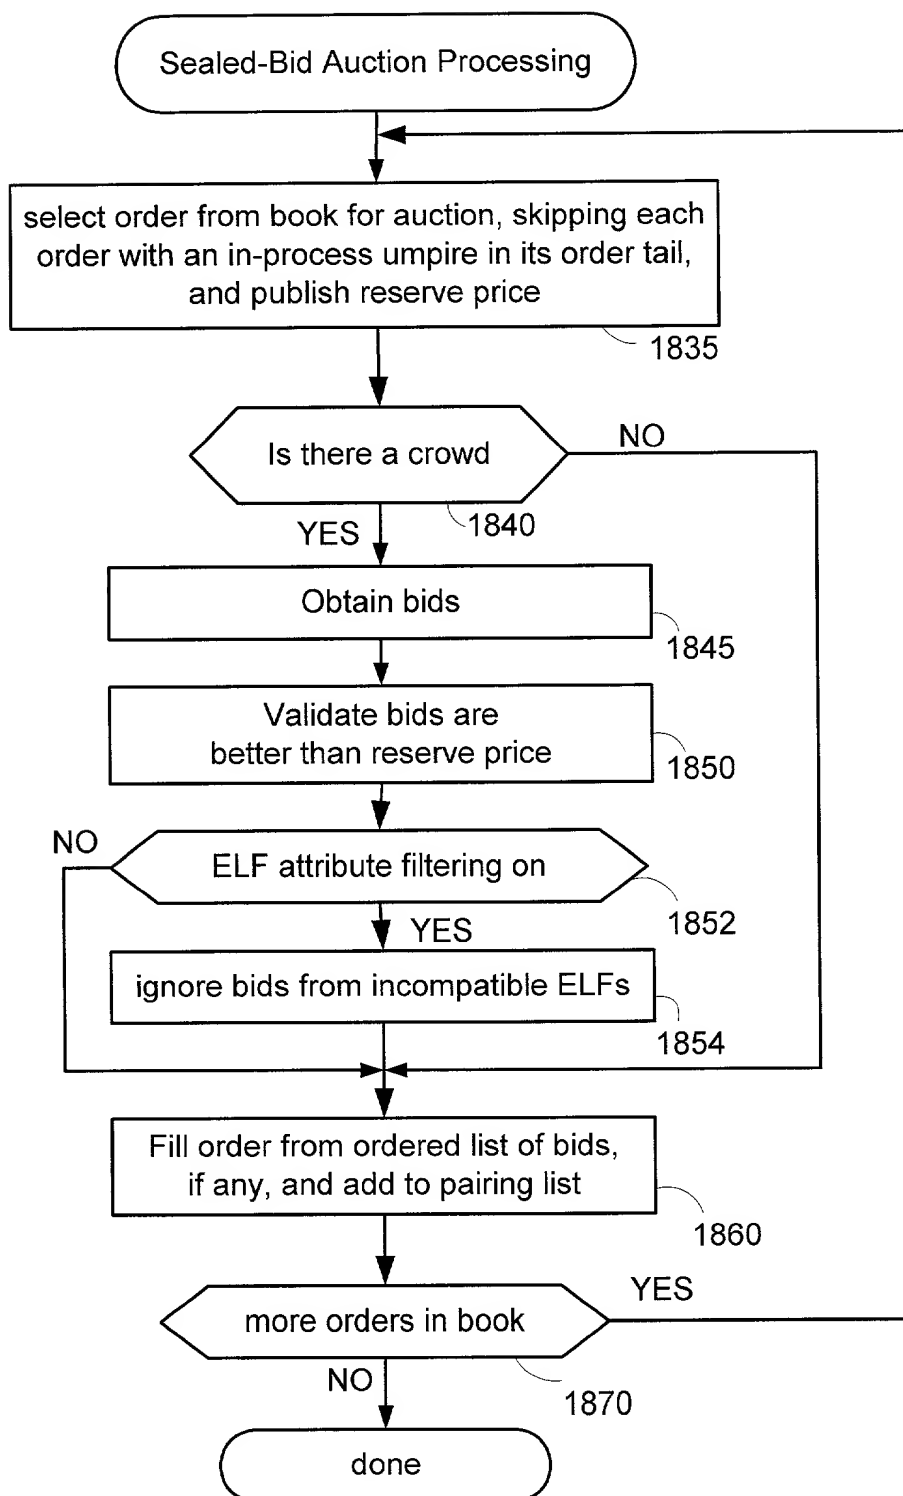 Sealed-Bid Auction Processing
select order from book for auction, skipping each
order with an in-process umpire in its order tail,
and publish reserve price
1835
Is there a crowd
NO
1840
YES
Obtain bids
1845
Validate bids are
better than reserve price
1850
NO
ELF attribute filtering on
1852
YES
ignore bids from incompatible ELFs
1854
Fill order from ordered list of bids,
if any, and add to pairing list
1860
YES
more orders in book
NO
1870
done